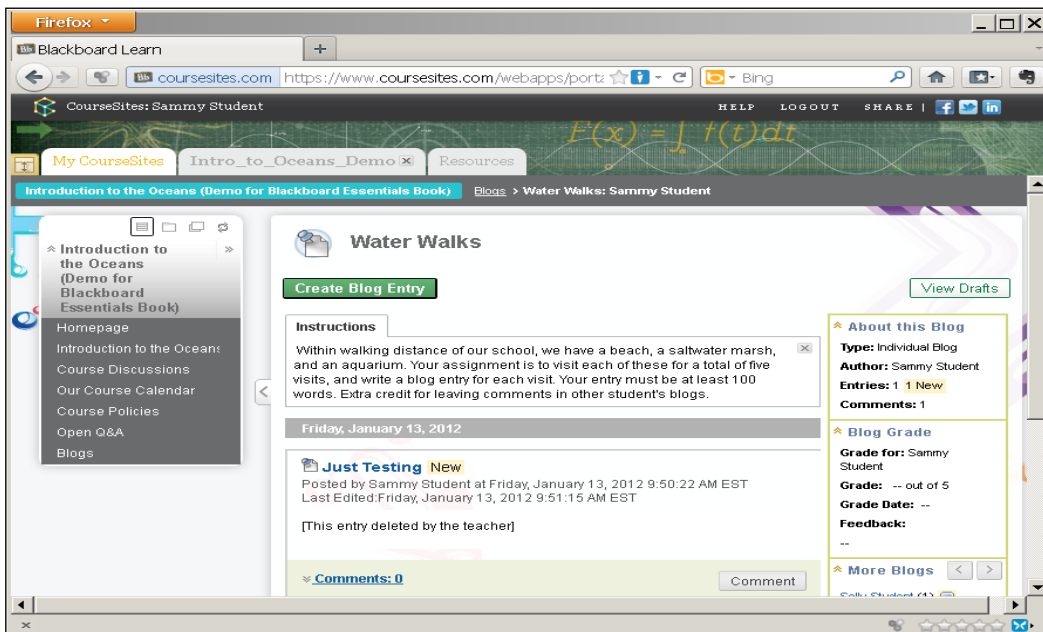 Firefox
Bb Blackboard Learn
Bb coursesites.com https://www.coursesites.com/webapps/porta Bing
CourseSites: Sammy Student HELP LOGOUT SHARE | f in
F(x) = ∫ f(t)dt
My CourseSites Intro_to_Oceans_Demo Resources
Introduction to the Oceans (Demo for Blackboard Essentials Book) Blogs > Water Walks: Sammy Student
Introduction to
the Oceans
(Demo for
Blackboard
Essentials Book)
Homepage
Introduction to the Oceans
Course Discussions
Our Course Calendar
Course Policies
Open Q&A
Blogs
Water Walks
Create Blog Entry View Drafts
Instructions
Within walking distance of our school, we have a beach, a saltwater marsh,
and an aquarium. Your assignment is to visit each of these for a total of five
visits, and write a blog entry for each visit. Your entry must be at least 100
words. Extra credit for leaving comments in other student's blogs.
Friday, January 13, 2012
Just Testing New
Posted by Sammy Student at Friday, January 13, 2012 9:50:22 AM EST
Last Edited:Friday, January 13, 2012 9:51:15 AM EST
[This entry deleted by the teacher]
Comments: 0 Comment
About this Blog
Type: Individual Blog
Author: Sammy Student
Entries: 1 1 New
Comments: 1
Blog Grade
Grade for: Sammy
Student
Grade: -- out of 5
Grade Date: --
Feedback:
--
More Blogs
Sally Student (1)